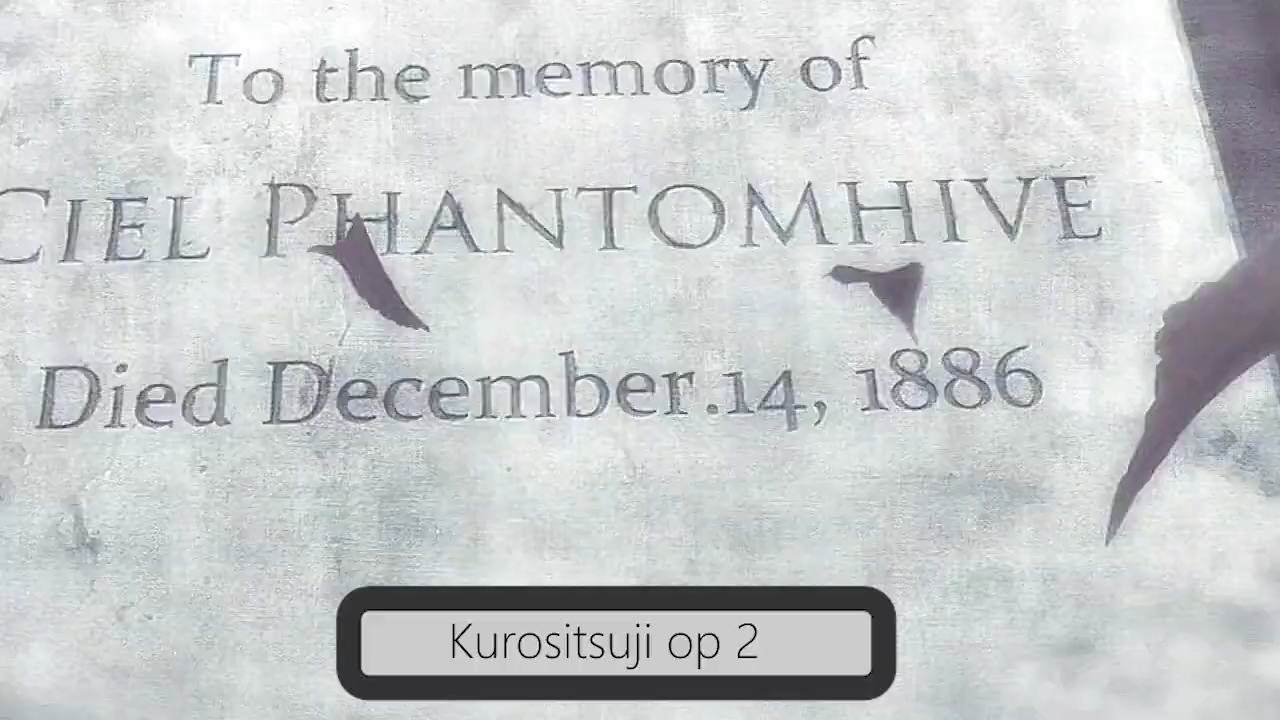 To the memory of
CIEL PHANTOMHIVE
Died December.14, 1886
Kurositsuji op 2